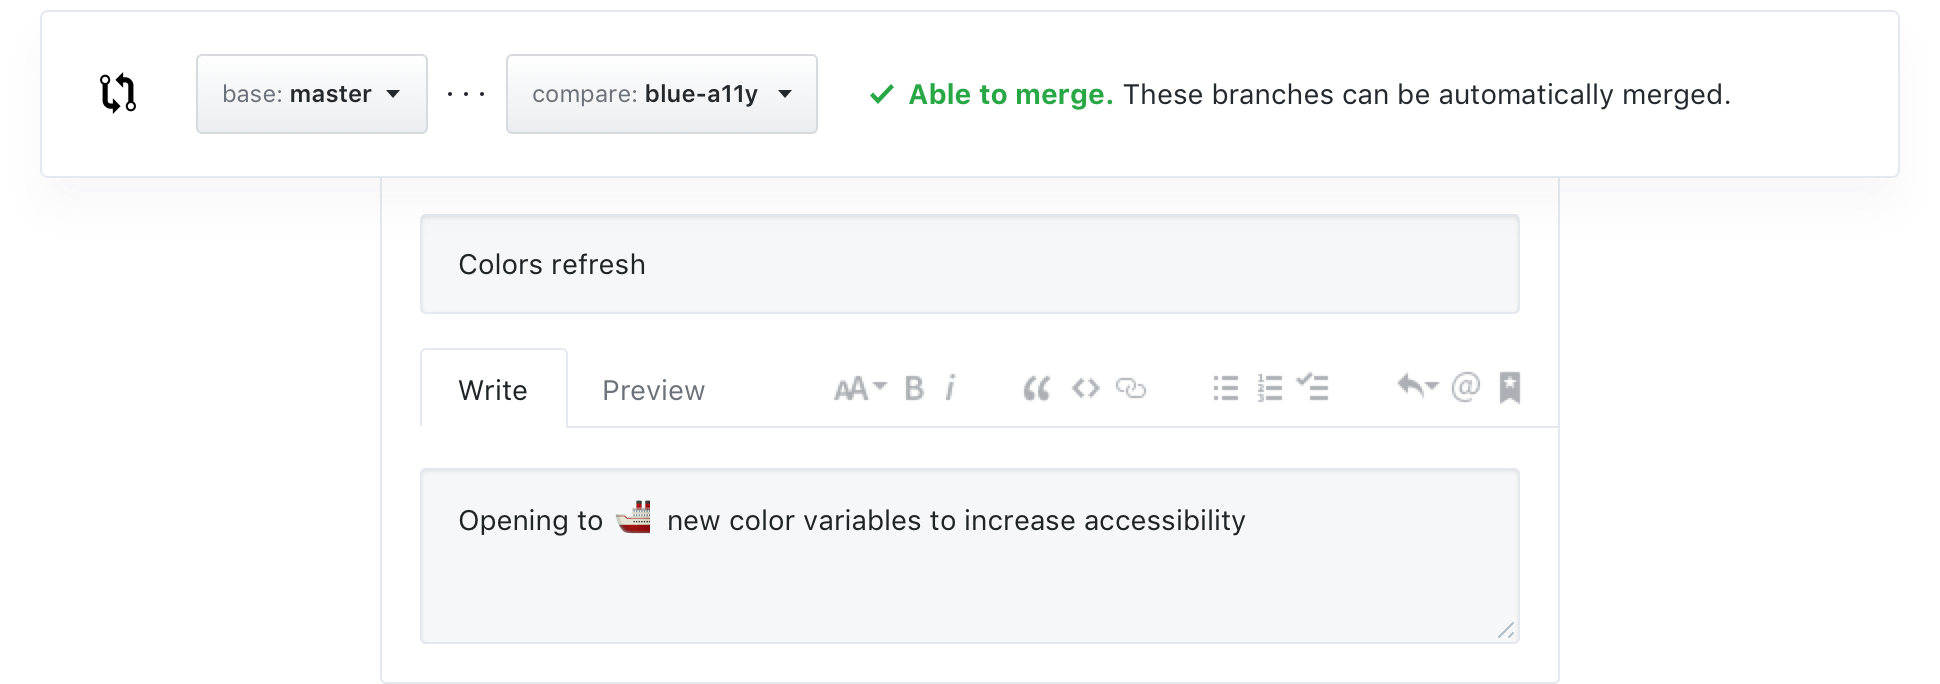 base: master ··· compare: blue-a11y Able to merge. These branches can be automatically merged.
Colors refresh
Write Preview AA B i @
Opening to 🚢 new color variables to increase accessibility